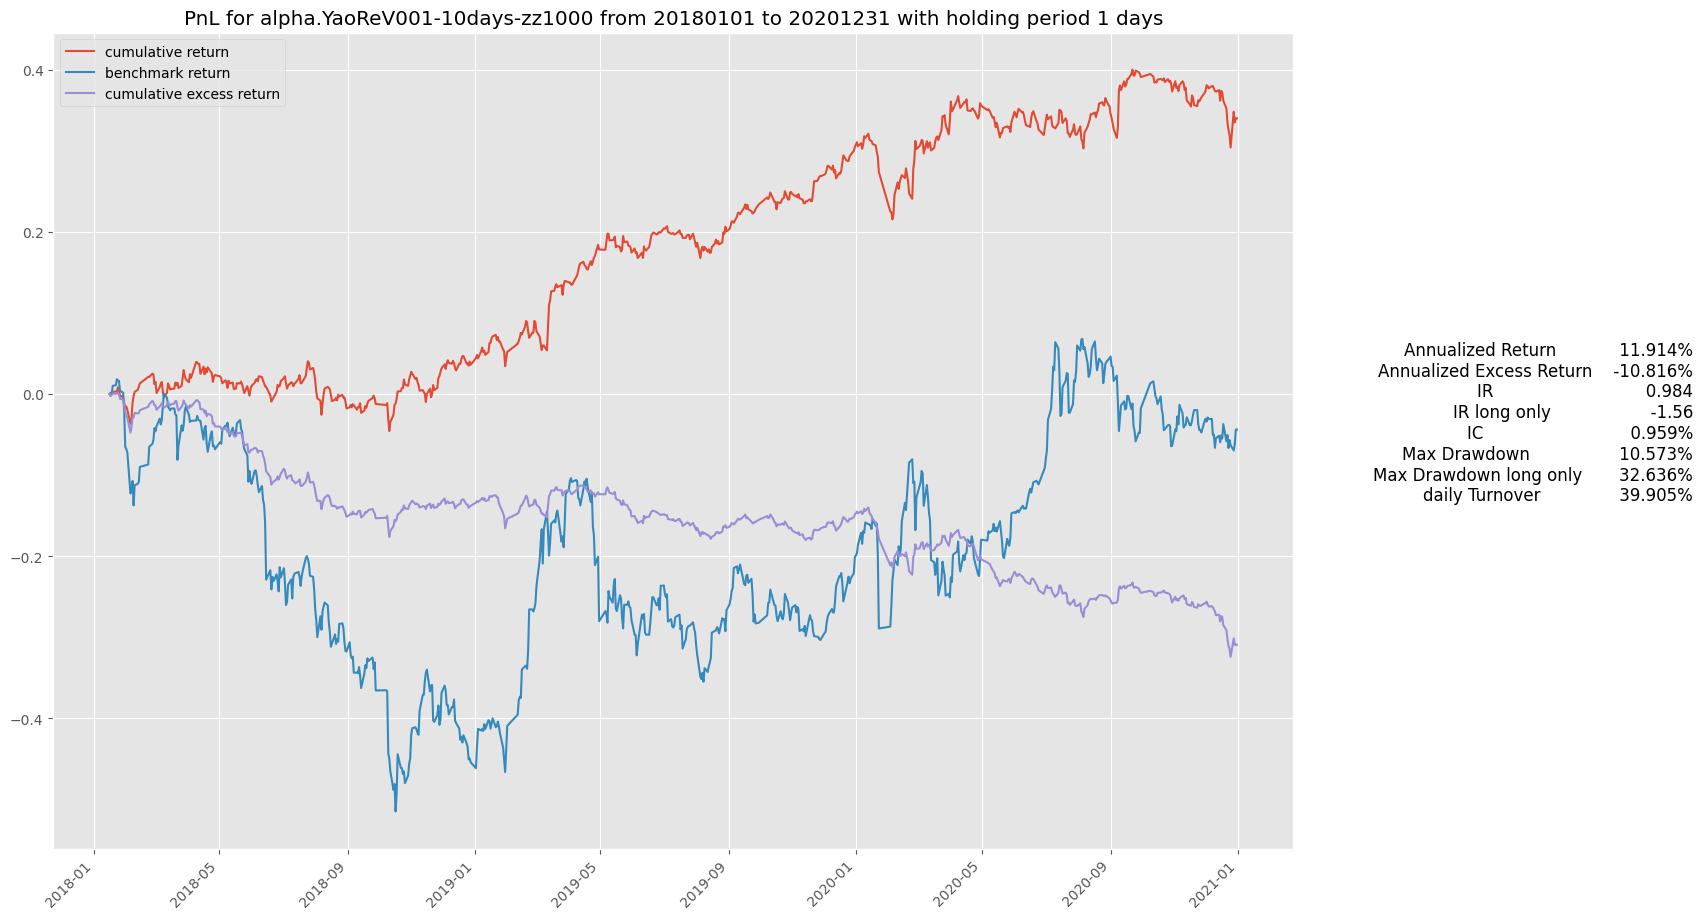 PnL for alpha.YaoReV001-10days-zz1000 from 20180101 to 20201231 with holding period 1 days
cumulative return
benchmark return
cumulative excess return
0.4
0.2
0.0
−0.2
−0.4
2018-01
2018-05
2018-09
2019-01
2019-05
2019-09
2020-01
2020-05
2020-09
2021-01
Annualized Return 11.914%
Annualized Excess Return -10.816%
IR 0.984
IR long only -1.56
IC 0.959%
Max Drawdown 10.573%
Max Drawdown long only 32.636%
daily Turnover 39.905%